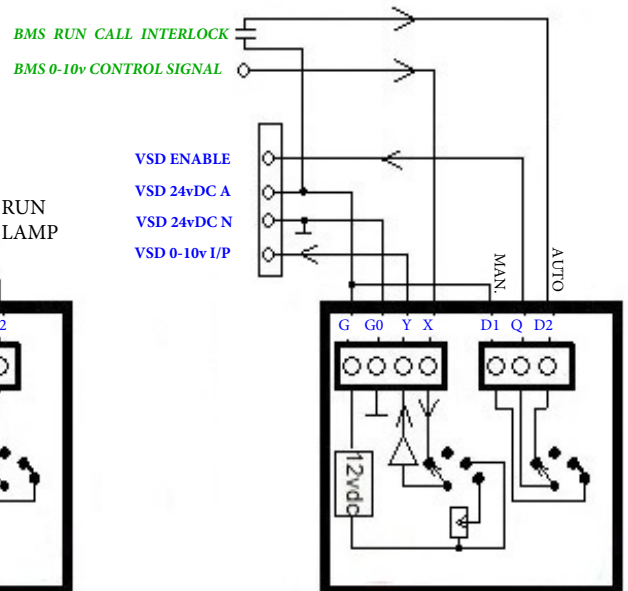 BMS RUN CALL INTERLOCK
BMS 0-10v CONTROL SIGNAL
VSD ENABLE
VSD 24vDC A
VSD 24vDC N
VSD 0-10v I/P
RUN
LAMP
MAN.
AUTO
2
G G0 Y X D1 Q D2
12vdc